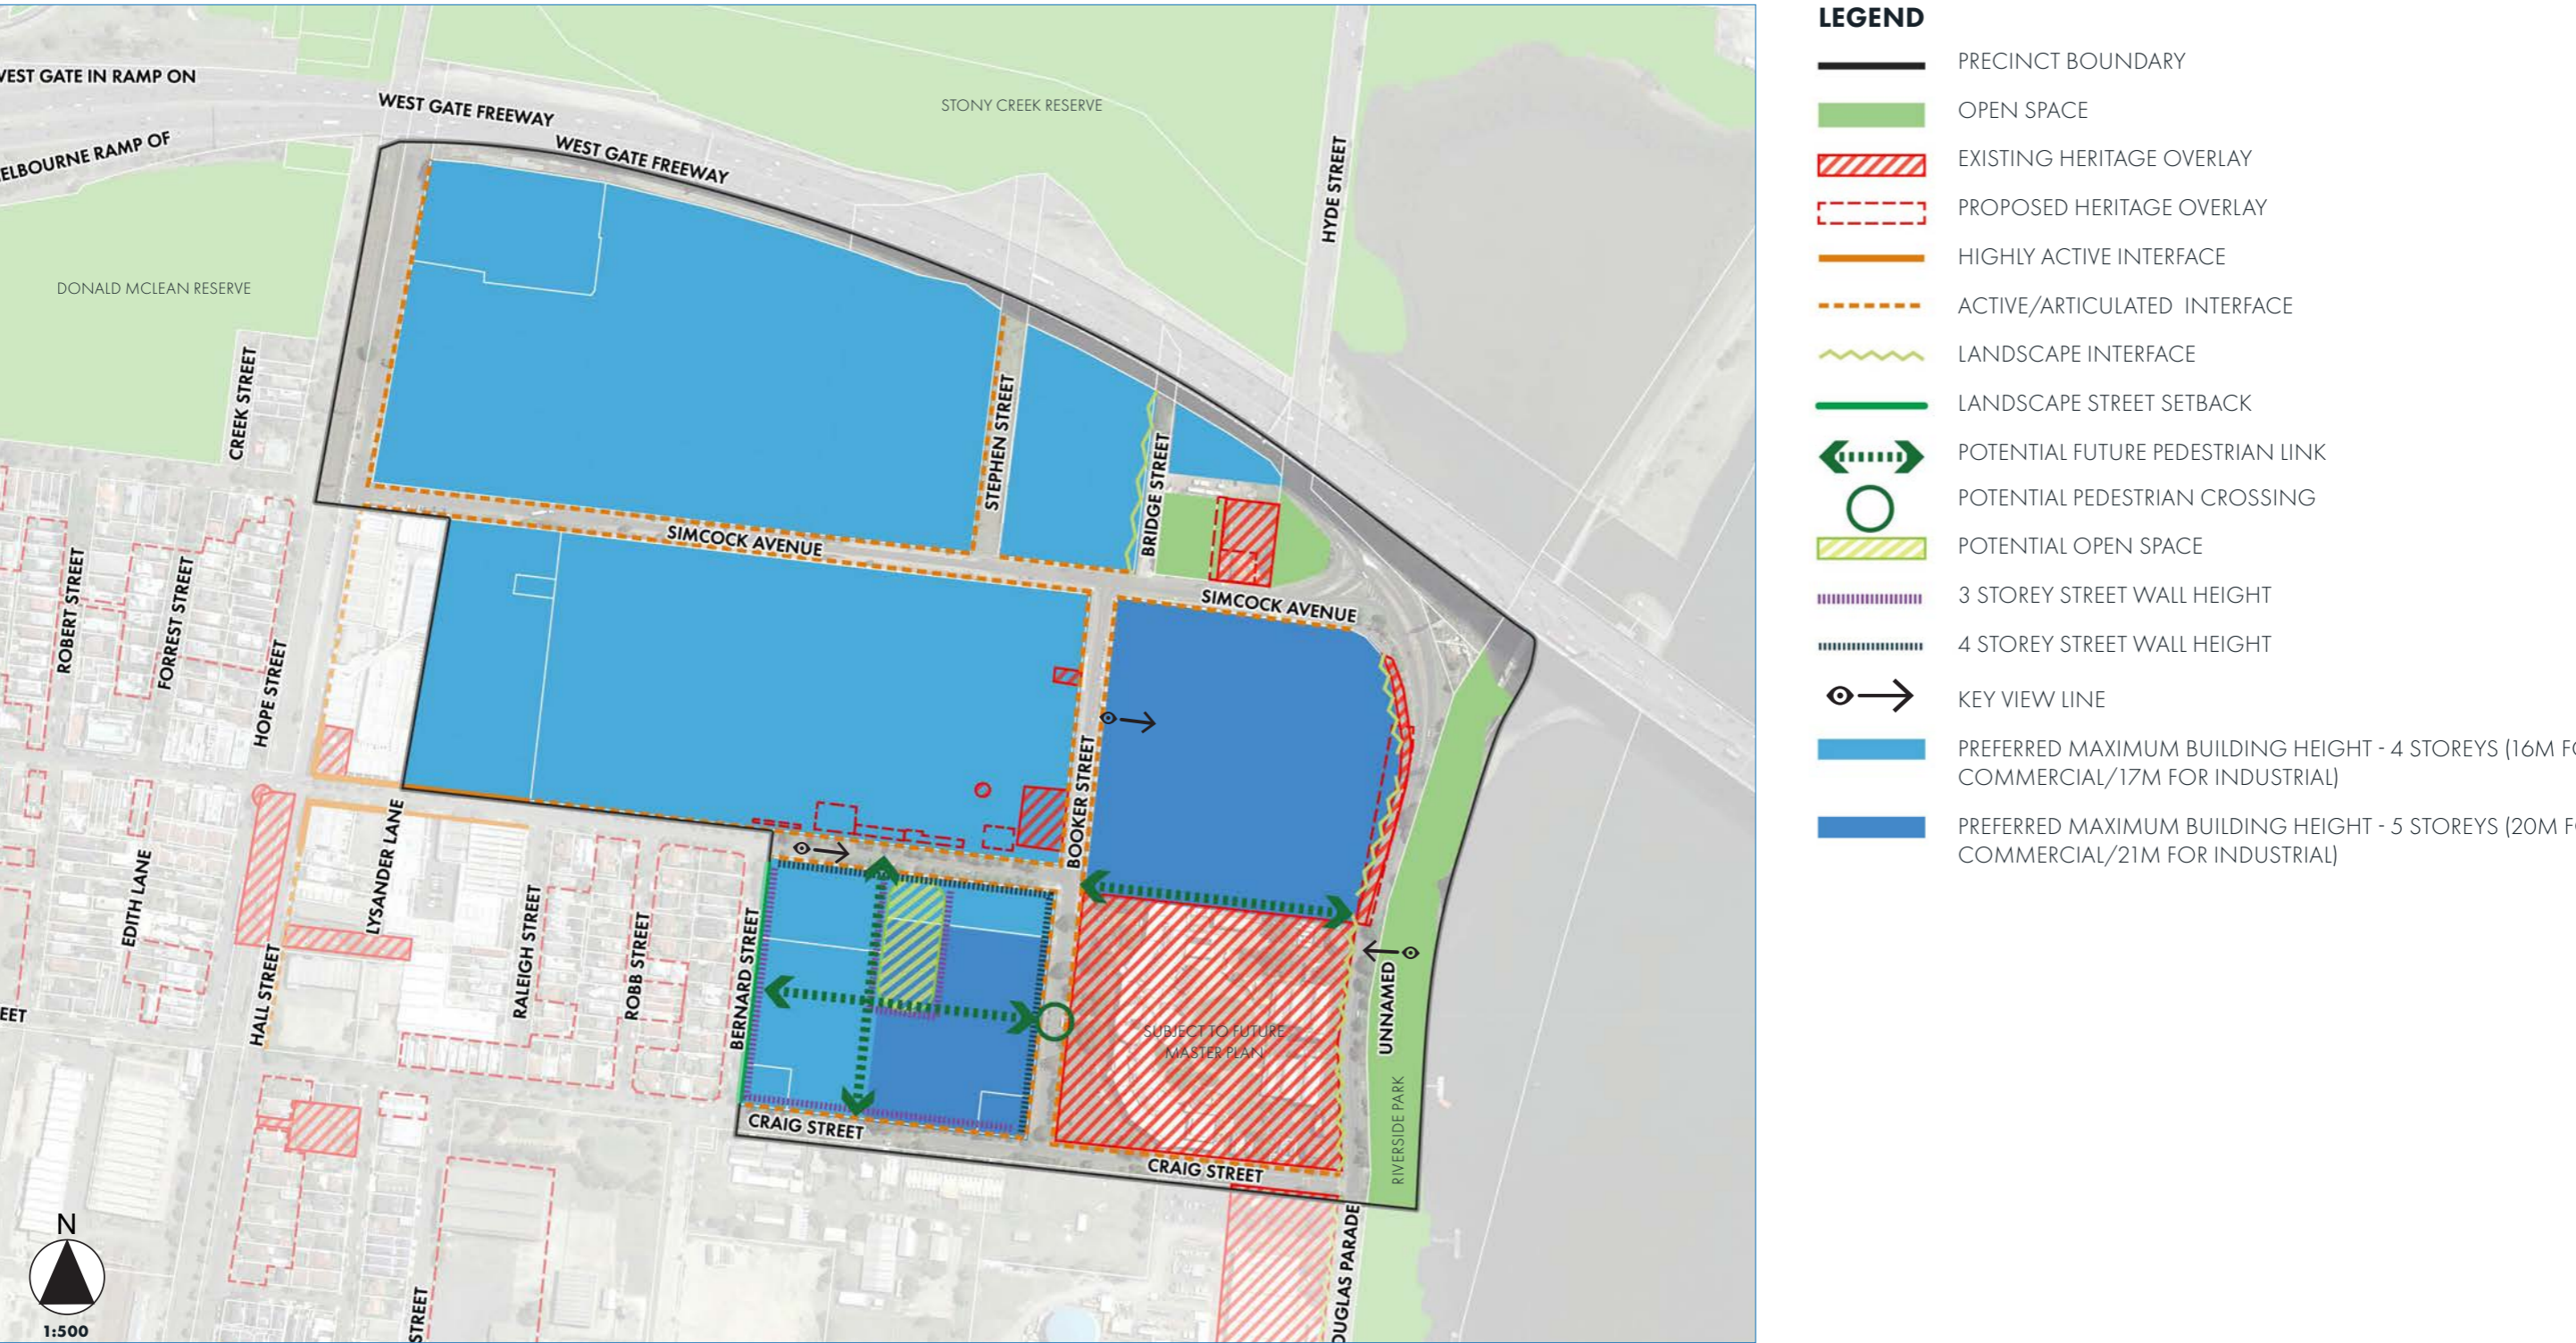 LEGEND
PRECINCT BOUNDARY
OPEN SPACE
EXISTING HERITAGE OVERLAY
PROPOSED HERITAGE OVERLAY
HIGHLY ACTIVE INTERFACE
ACTIVE/ARTICULATED INTERFACE
LANDSCAPE INTERFACE
LANDSCAPE STREET SETBACK
POTENTIAL FUTURE PEDESTRIAN LINK
POTENTIAL PEDESTRIAN CROSSING
POTENTIAL OPEN SPACE
3 STOREY STREET WALL HEIGHT
4 STOREY STREET WALL HEIGHT
KEY VIEW LINE
PREFERRED MAXIMUM BUILDING HEIGHT - 4 STOREYS (16M FO
COMMERCIAL/17M FOR INDUSTRIAL)
PREFERRED MAXIMUM BUILDING HEIGHT - 5 STOREYS (20M FO
COMMERCIAL/21M FOR INDUSTRIAL)
VEST GATE IN RAMP ON
ELBOURNE RAMP OF
WEST GATE FREEWAY
WEST GATE FREEWAY
STONY CREEK RESERVE
HYDE STREET
DONALD MCLEAN RESERVE
CREEK STREET
STEPHEN STREET
BRIDGE STREET
SIMCOCK AVENUE
SIMCOCK AVENUE
ROBERT STREET
FORREST STREET
HOPE STREET
BOOKER STREET
LYSANDER LANE
EDITH LANE
RALEIGH STREET
ROBB STREET
BERNARD STREET
HALL STREET
EET
UNNAMED
SUBJECT TO FUTURE
MASTER PLAN
RIVERSIDE PARK
CRAIG STREET
CRAIG STREET
OUGLAS PARADE
STREET
N
1:500